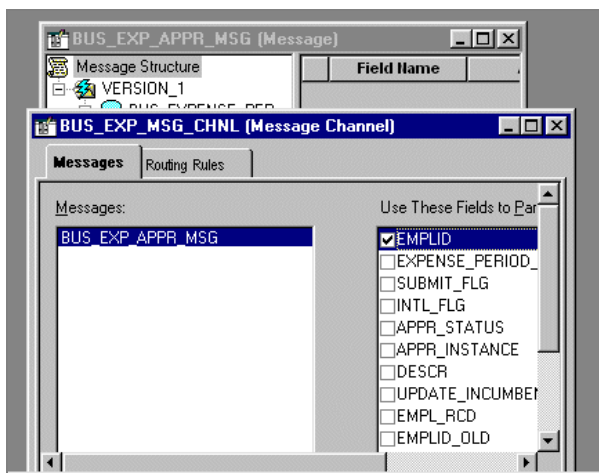 BUS_EXP_APPR_MSG (Message)
Message Structure
Field Name
VERSION_1
BUS_EXPENSE_PER
BUS_EXP_MSG_CHNL (Message Channel)
Messages
Routing Rules
Messages:
Use These Fields to Par
BUS_EXP_APPR_MSG
EMPLID
EXPENSE_PERIOD_
SUBMIT_FLG
INTL_FLG
APPR_STATUS
APPR_INSTANCE
DESCR
UPDATE_INCUMBEN
EMPL_RCD
EMPLID_OLD